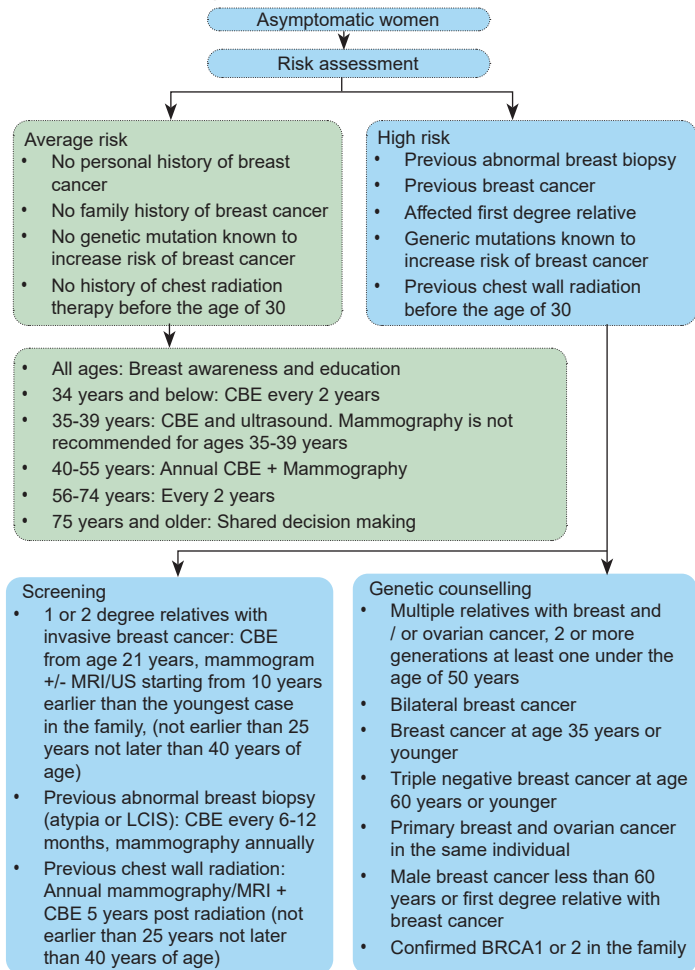 Asymptomatic women
Risk assessment
Average risk
• No personal history of breast
cancer
• No family history of breast cancer
• No genetic mutation known to
increase risk of breast cancer
• No history of chest radiation
therapy before the age of 30
High risk
• Previous abnormal breast biopsy
• Previous breast cancer
• Affected first degree relative
• Generic mutations known to
increase risk of breast cancer
• Previous chest wall radiation
before the age of 30
• All ages: Breast awareness and education
• 34 years and below: CBE every 2 years
• 35-39 years: CBE and ultrasound. Mammography is not
recommended for ages 35-39 years
• 40-55 years: Annual CBE + Mammography
• 56-74 years: Every 2 years
• 75 years and older: Shared decision making
Screening
• 1 or 2 degree relatives with
invasive breast cancer: CBE
from age 21 years, mammogram
+/- MRI/US starting from 10 years
earlier than the youngest case
in the family, (not earlier than 25
years not later than 40 years of
age)
• Previous abnormal breast biopsy
(atypia or LCIS): CBE every 6-12
months, mammography annually
• Previous chest wall radiation:
Annual mammography/MRI +
CBE 5 years post radiation (not
earlier than 25 years not later
than 40 years of age)
Genetic counselling
• Multiple relatives with breast and
/ or ovarian cancer, 2 or more
generations at least one under the
age of 50 years
• Bilateral breast cancer
• Breast cancer at age 35 years or
younger
• Triple negative breast cancer at age
60 years or younger
• Primary breast and ovarian cancer
in the same individual
• Male breast cancer less than 60
years or first degree relative with
breast cancer
• Confirmed BRCA1 or 2 in the family